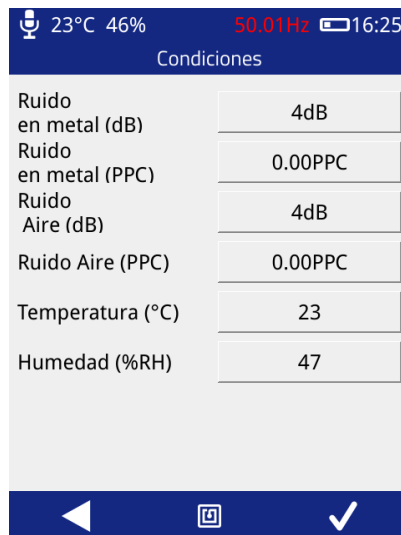 23°C 46% 50.01Hz 16:25
Condiciones
Ruido
en metal (dB)
4dB
Ruido
en metal (PPC)
0.00PPC
Ruido
Aire (dB)
4dB
Ruido Aire (PPC)
0.00PPC
Temperatura (°C)
23
Humedad (%RH)
47